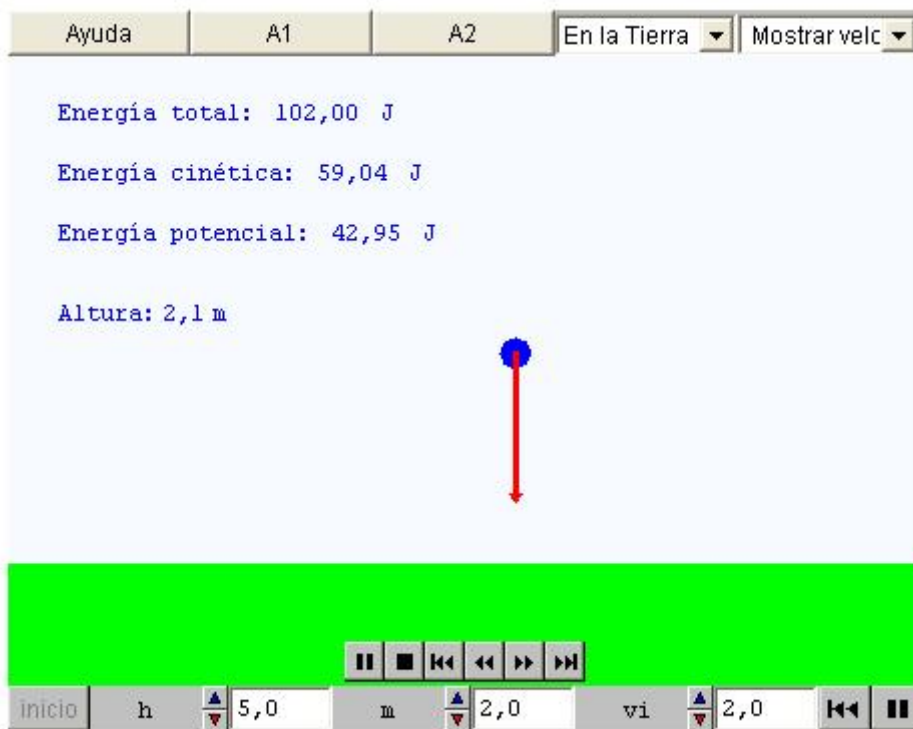 Ayuda A1 A2 En la Tierra Mostrar velc
Energía total: 102,00 J
Energía cinética: 59,04 J
Energía potencial: 42,95 J
Altura: 2,1 m
inicio h 5,0 m 2,0 vi 2,0